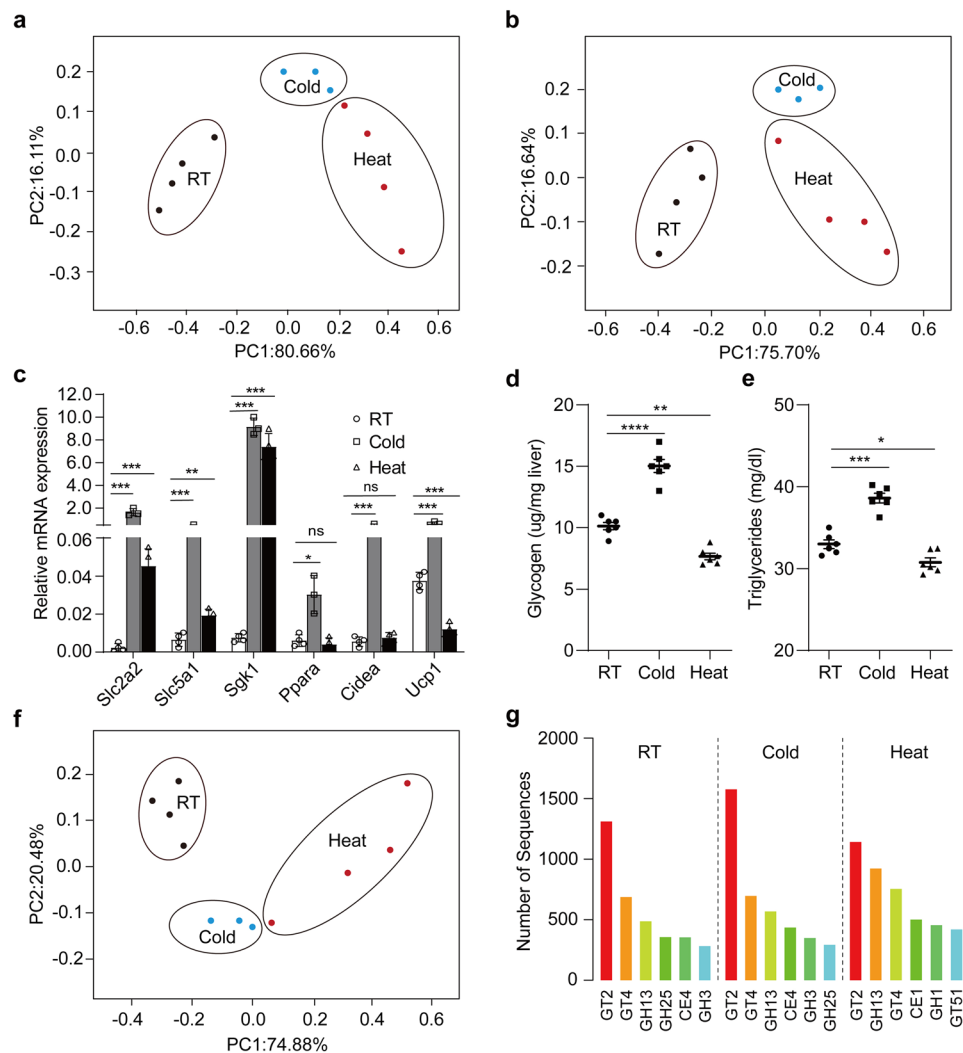 a
PC2:16.11%
0.2
0.1
0.0
-0.1
-0.2
-0.3
Cold
Heat
RT
-0.6 -0.4 -0.2 0.0 0.2 0.4 0.6
PC1:80.66%
b
PC2:16.64%
0.2
0.1
0.0
-0.1
-0.2
Cold
Heat
RT
-0.6 -0.4 -0.2 0.0 0.2 0.4 0.6
PC1:75.70%
c
Relative mRNA expression
12.0
10.0
8.0
6.0
4.0
2.0
0.06
0.04
0.02
0.00
RT
Cold
Heat
***
***
**
***
***
***
ns
*
ns
***
***
***
Slc2a2 Slc5a1 Sgk1 Ppara Cidea Ucp1
d
Glycogen (ug/mg liver)
20
15
10
5
0
**
****
RT Cold Heat
e
Triglycerides (mg/dl)
50
40
30
20
*
***
RT Cold Heat
f
PC2:20.48%
0.2
0.1
0.0
-0.1
-0.2
RT
Heat
Cold
-0.4 -0.2 0.0 0.2 0.4 0.6
PC1:74.88%
g
Number of Sequences
2000
1500
1000
500
0
RT Cold Heat
GT2 GT4 GH13 GH25 CE4 GH3 GT2 GT4 GH13 CE4 GH3 GH25 GT2 GH13 GT4 CE1 GH1 GT51